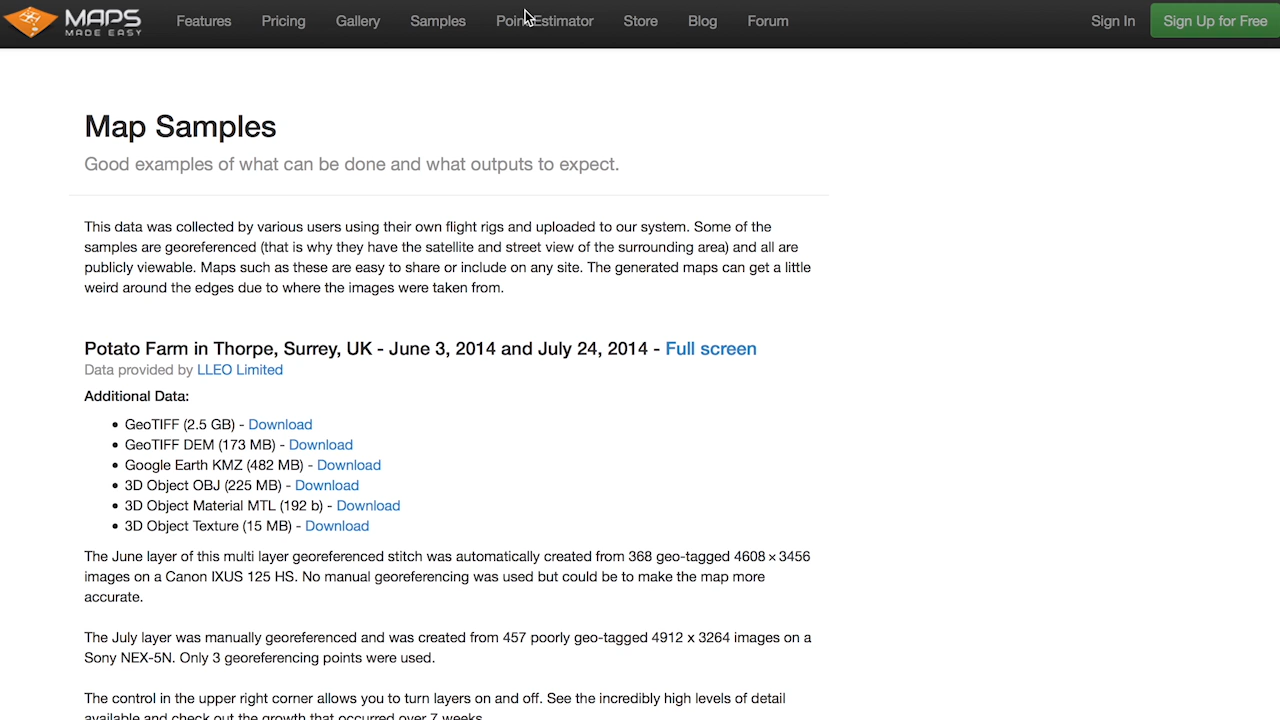 MAPS
MADE EASY
Features Pricing Gallery Samples Point Estimator Store Blog Forum Sign In Sign Up for Free
Map Samples
Good examples of what can be done and what outputs to expect.
This data was collected by various users using their own flight rigs and uploaded to our system. Some of the
samples are georeferenced (that is why they have the satellite and street view of the surrounding area) and all are
publicly viewable. Maps such as these are easy to share or include on any site. The generated maps can get a little
weird around the edges due to where the images were taken from.
Potato Farm in Thorpe, Surrey, UK - June 3, 2014 and July 24, 2014 - Full screen
Data provided by LLEO Limited
Additional Data:
• GeoTIFF (2.5 GB) - Download
• GeoTIFF DEM (173 MB) - Download
• Google Earth KMZ (482 MB) - Download
• 3D Object OBJ (225 MB) - Download
• 3D Object Material MTL (192 b) - Download
• 3D Object Texture (15 MB) - Download
The June layer of this multi layer georeferenced stitch was automatically created from 368 geo-tagged 4608 × 3456
images on a Canon IXUS 125 HS. No manual georeferencing was used but could be to make the map more
accurate.
The July layer was manually georeferenced and was created from 457 poorly geo-tagged 4912 x 3264 images on a
Sony NEX-5N. Only 3 georeferencing points were used.
The control in the upper right corner allows you to turn layers on and off. See the incredibly high levels of detail
available and check out the growth that occurred over 7 weeks.